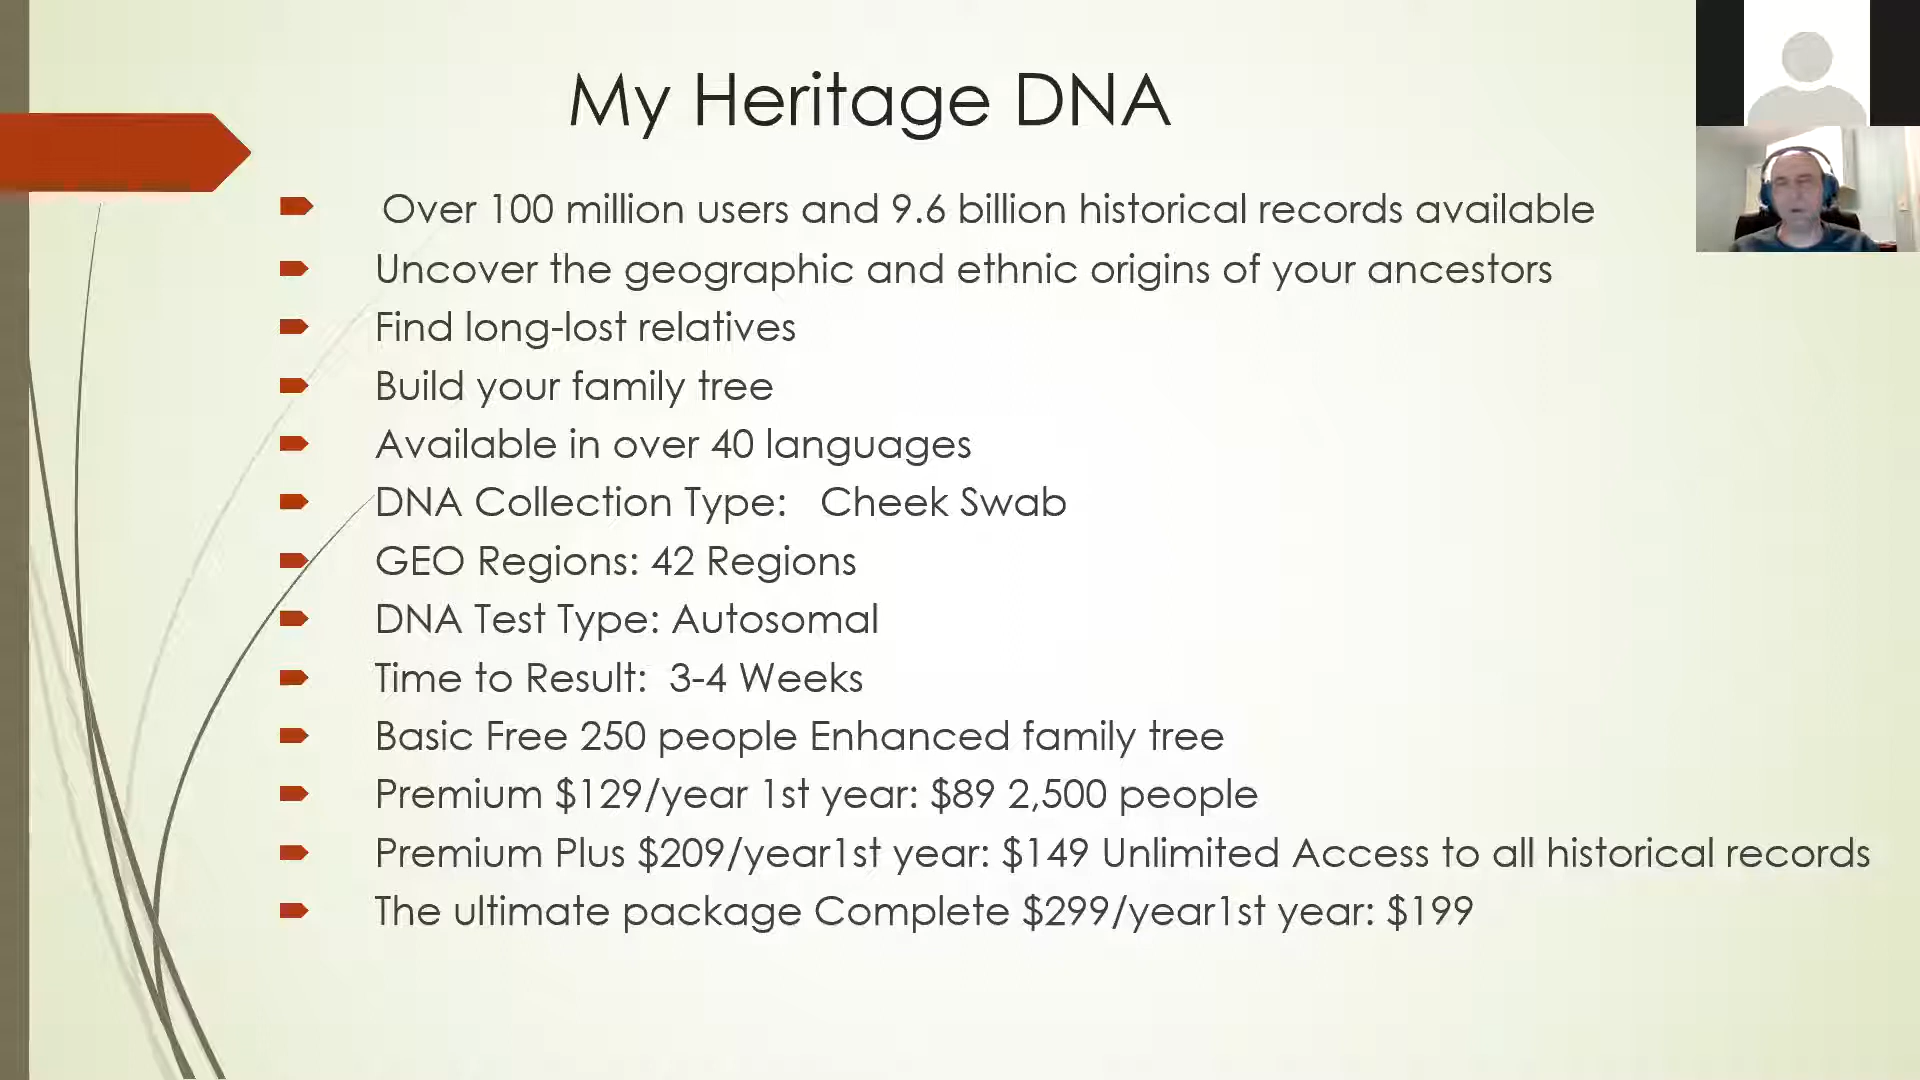 My Heritage DNA
Over 100 million users and 9.6 billion historical records available
Uncover the geographic and ethnic origins of your ancestors
Find long-lost relatives
Build your family tree
Available in over 40 languages
DNA Collection Type: Cheek Swab
GEO Regions: 42 Regions
DNA Test Type: Autosomal
Time to Result: 3-4 Weeks
Basic Free 250 people Enhanced family tree
Premium $129/year 1st year: $89 2,500 people
Premium Plus $209/year1st year: $149 Unlimited Access to all historical records
The ultimate package Complete $299/year1st year: $199